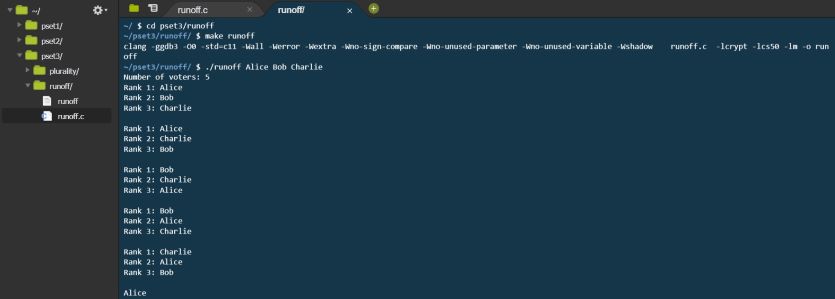 ~/
pset1/
pset2/
pset3/
plurality/
runoff/
runoff
runoff.c
runoff.c
runoff/
~/ $ cd pset3/runoff
~/pset3/runoff/ $ make runoff
clang -ggdb3 -O0 -std=c11 -Wall -Werror -Wextra -Wno-sign-compare -Wno-unused-parameter -Wno-unused-variable -Wshadow    runoff.c  -lcrypt -lcs50 -lm -o run
off
~/pset3/runoff/ $ ./runoff Alice Bob Charlie
Number of voters: 5
Rank 1: Alice
Rank 2: Bob
Rank 3: Charlie
Rank 1: Alice
Rank 2: Charlie
Rank 3: Bob
Rank 1: Bob
Rank 2: Charlie
Rank 3: Alice
Rank 1: Bob
Rank 2: Alice
Rank 3: Charlie
Rank 1: Charlie
Rank 2: Alice
Rank 3: Bob
Alice